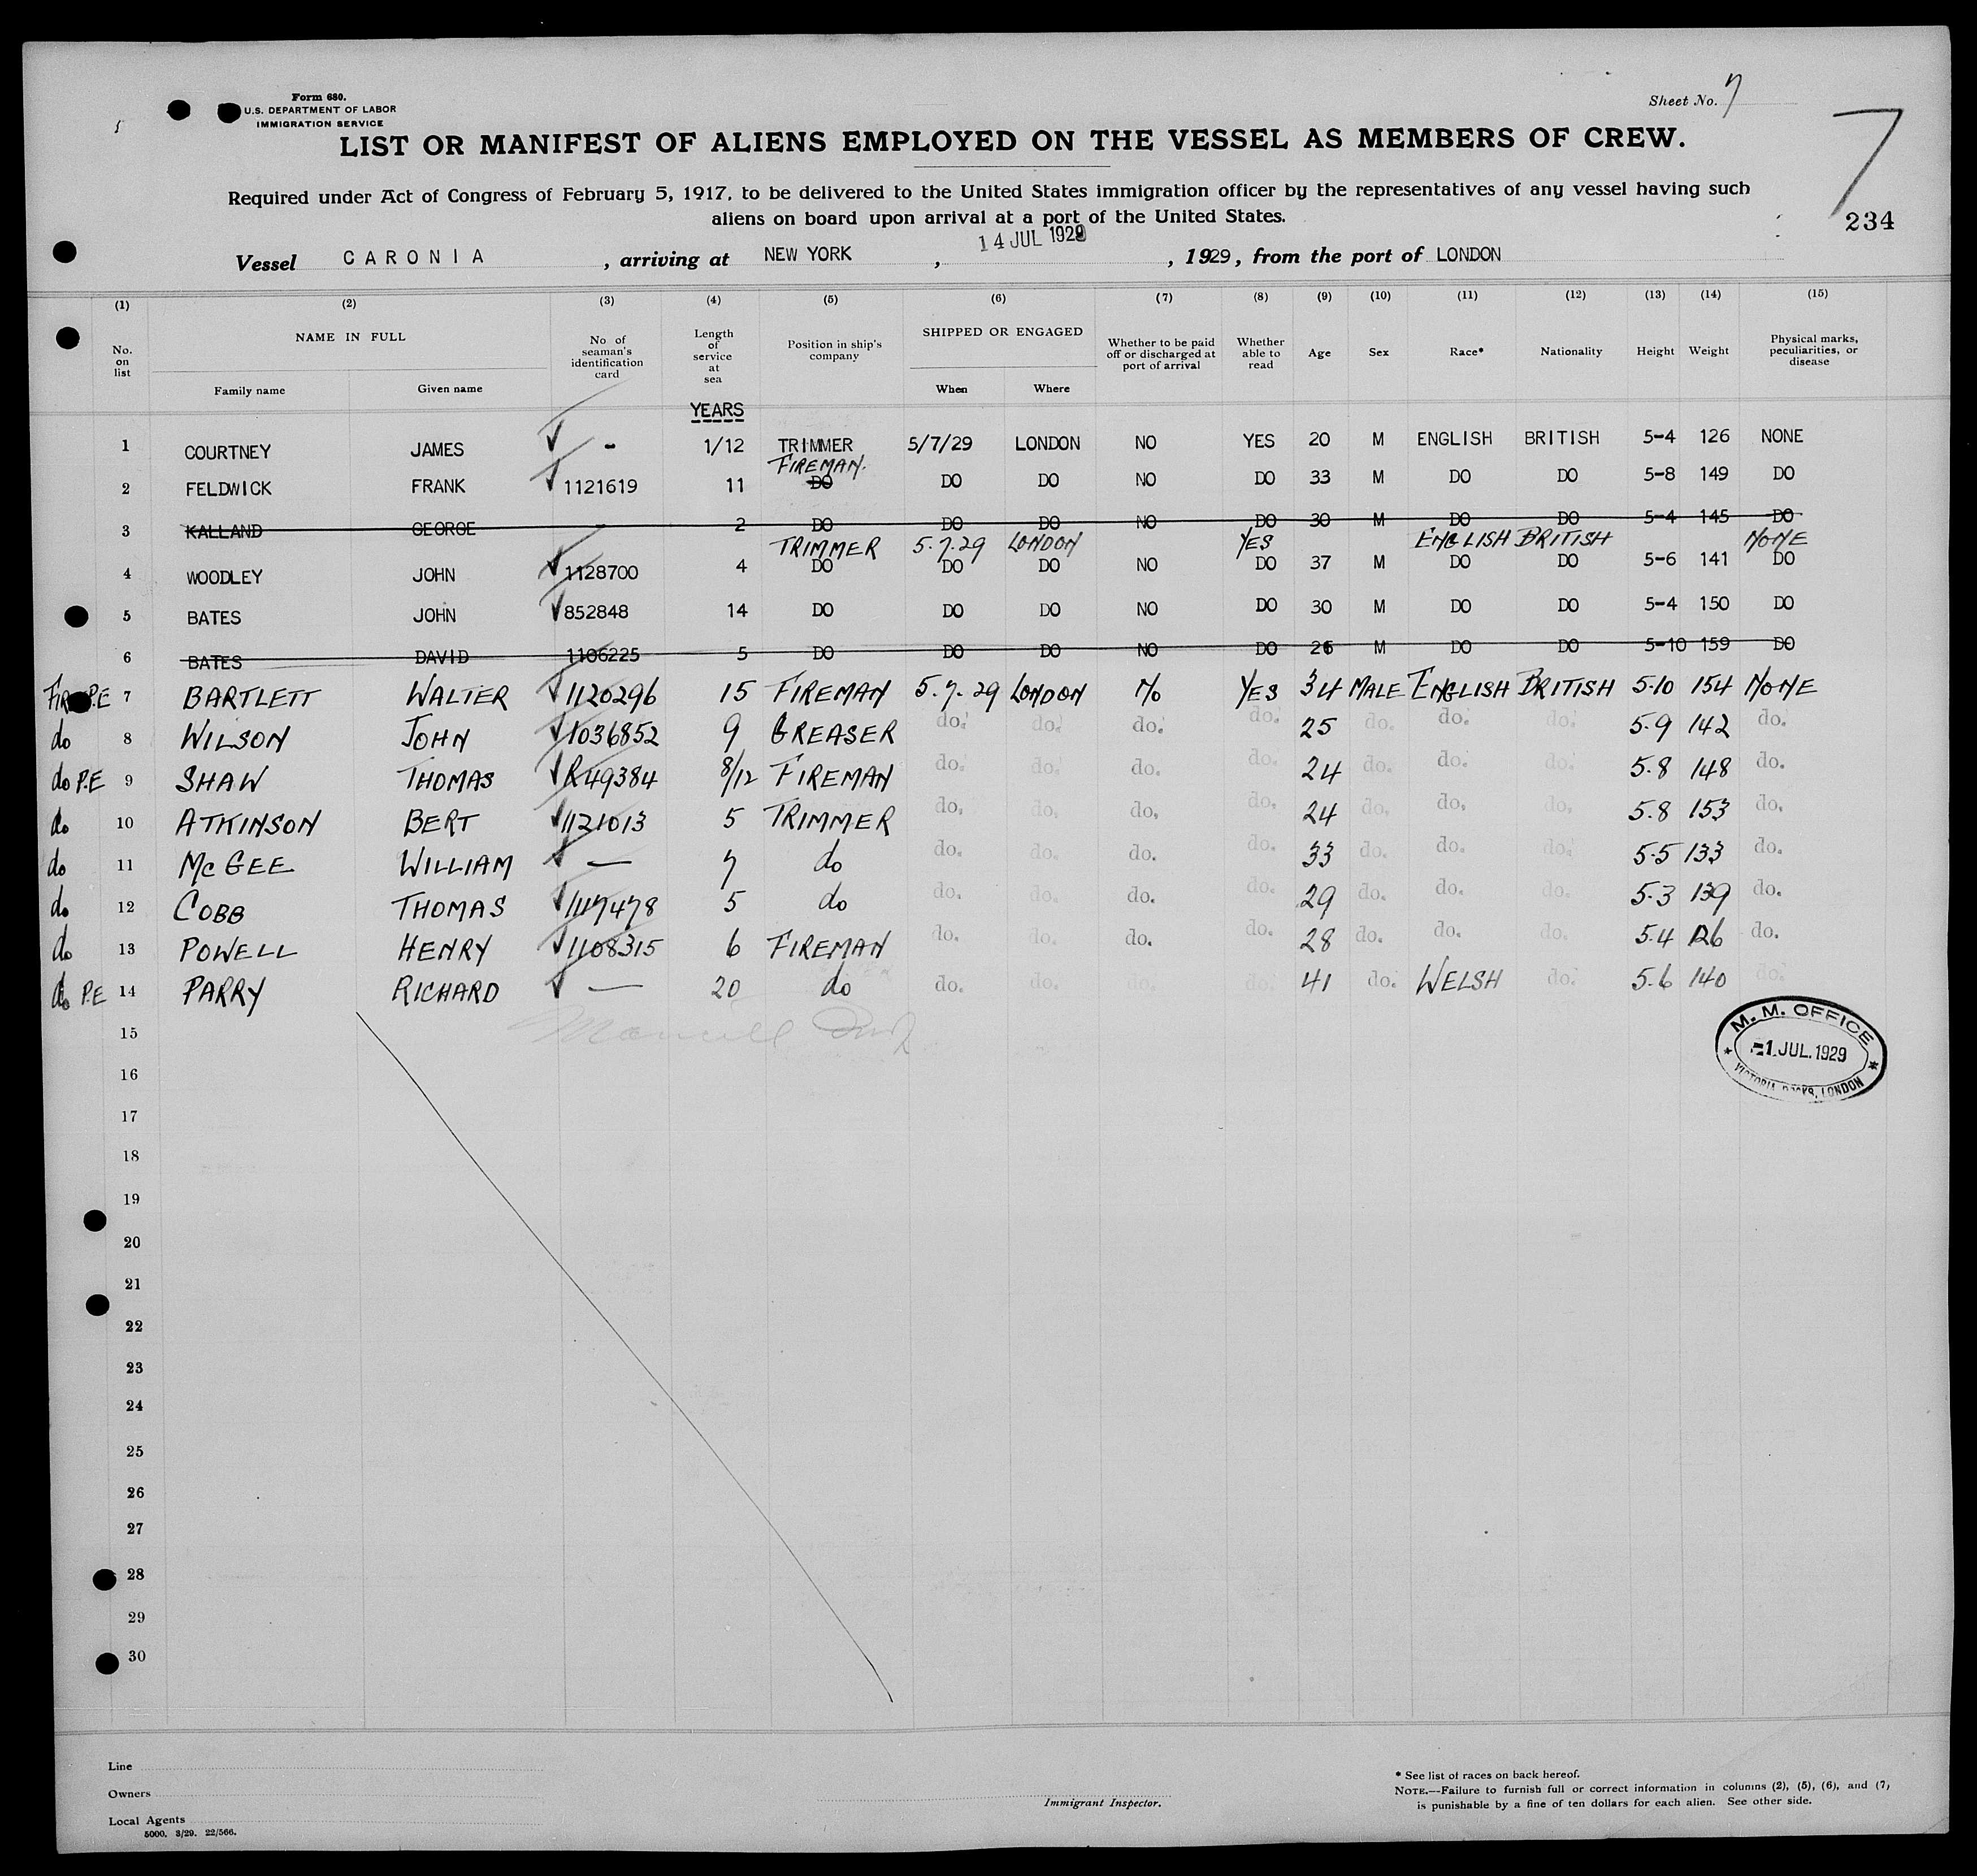 Form 680.
U.S. DEPARTMENT OF LABOR
IMMIGRATION SERVICE
Sheet No. 7
7
LIST OR MANIFEST OF ALIENS EMPLOYED ON THE VESSEL AS MEMBERS OF CREW.
Required under Act of Congress of February 5, 1917, to be delivered to the United States immigration officer by the representatives of any vessel having such
aliens on board upon arrival at a port of the United States.
234
Vessel CARONIA, arriving at NEW YORK, 14 JUL 1929, 1929, from the port of LONDON
(1) (2) (3) (4) (5) (6) (7) (8) (9) (10) (11) (12) (13) (14) (15)
No. on list NAME IN FULL Family name Given name No of seaman's identification card Length of service at sea Position in ship's company SHIPPED OR ENGAGED When Where Whether to be paid off or discharged at port of arrival Whether able to read Age Sex Race* Nationality Height Weight Physical marks, peculiarities, or disease
YEARS
1 COURTNEY JAMES - 1/12 TRIMMER 5/7/29 LONDON NO YES 20 M ENGLISH BRITISH 5-4 126 NONE
FIREMAN.
2 FELDWICK FRANK 1121619 11 DO DO DO NO DO 33 M DO DO 5-8 149 DO
3 KALLAND GEORGE - 2 DO DO DO NO DO 30 M DO DO 5-4 145 DO
TRIMMER 5.7.29 LONDON YES ENGLISH BRITISH NONE
4 WOODLEY JOHN 1128700 4 DO DO DO NO DO 37 M DO DO 5-6 141 DO
5 BATES JOHN 852848 14 DO DO DO NO DO 30 M DO DO 5-4 150 DO
6 BATES DAVID 1106225 5 DO DO DO NO DO 26 M DO DO 5-10 159 DO
P.E 7 BARTLETT WALTER 1120296 15 FIREMAN 5.7.29 LONDON No YES 34 MALE ENGLISH BRITISH 5.10 154 NONE
do 8 WILSON JOHN 1036852 9 GREASER do. do. do. do. 25 do. do. do. 5.9 142 do.
do P.E 9 SHAW THOMAS R49384 8/12 FIREMAN do. do. do. do. 24 do. do. do. 5.8 148 do.
do 10 ATKINSON BERT 1121013 5 TRIMMER do. do. do. do. 24 do. do. do. 5.8 153 do.
do 11 McGEE WILLIAM — 7 do do. do. do. do. 33 do. do. do. 5.5 133 do.
do 12 COBB THOMAS 1117478 5 do do. do. do. do. 29 do. do. do. 5.3 139 do.
do 13 POWELL HENRY 1108315 6 FIREMAN do. do. do. do. 28 do. do. do. 5.4 126 do.
do P.E 14 PARRY RICHARD — 20 do do. do. do. do. 41 do. WELSH do. 5.6 140 do.
15
M. M. OFFICE
1 JUL. 1929
VICTORIA DOCKS, LONDON
16
17
18
19
20
21
22
23
24
25
26
27
28
29
30
Line
Owners
Local Agents
5000. 3/29. 22/566.
Immigrant Inspector.
* See list of races on back hereof.
NOTE.—Failure to furnish full or correct information in columns (2), (5), (6), and (7)
is punishable by a fine of ten dollars for each alien. See other side.